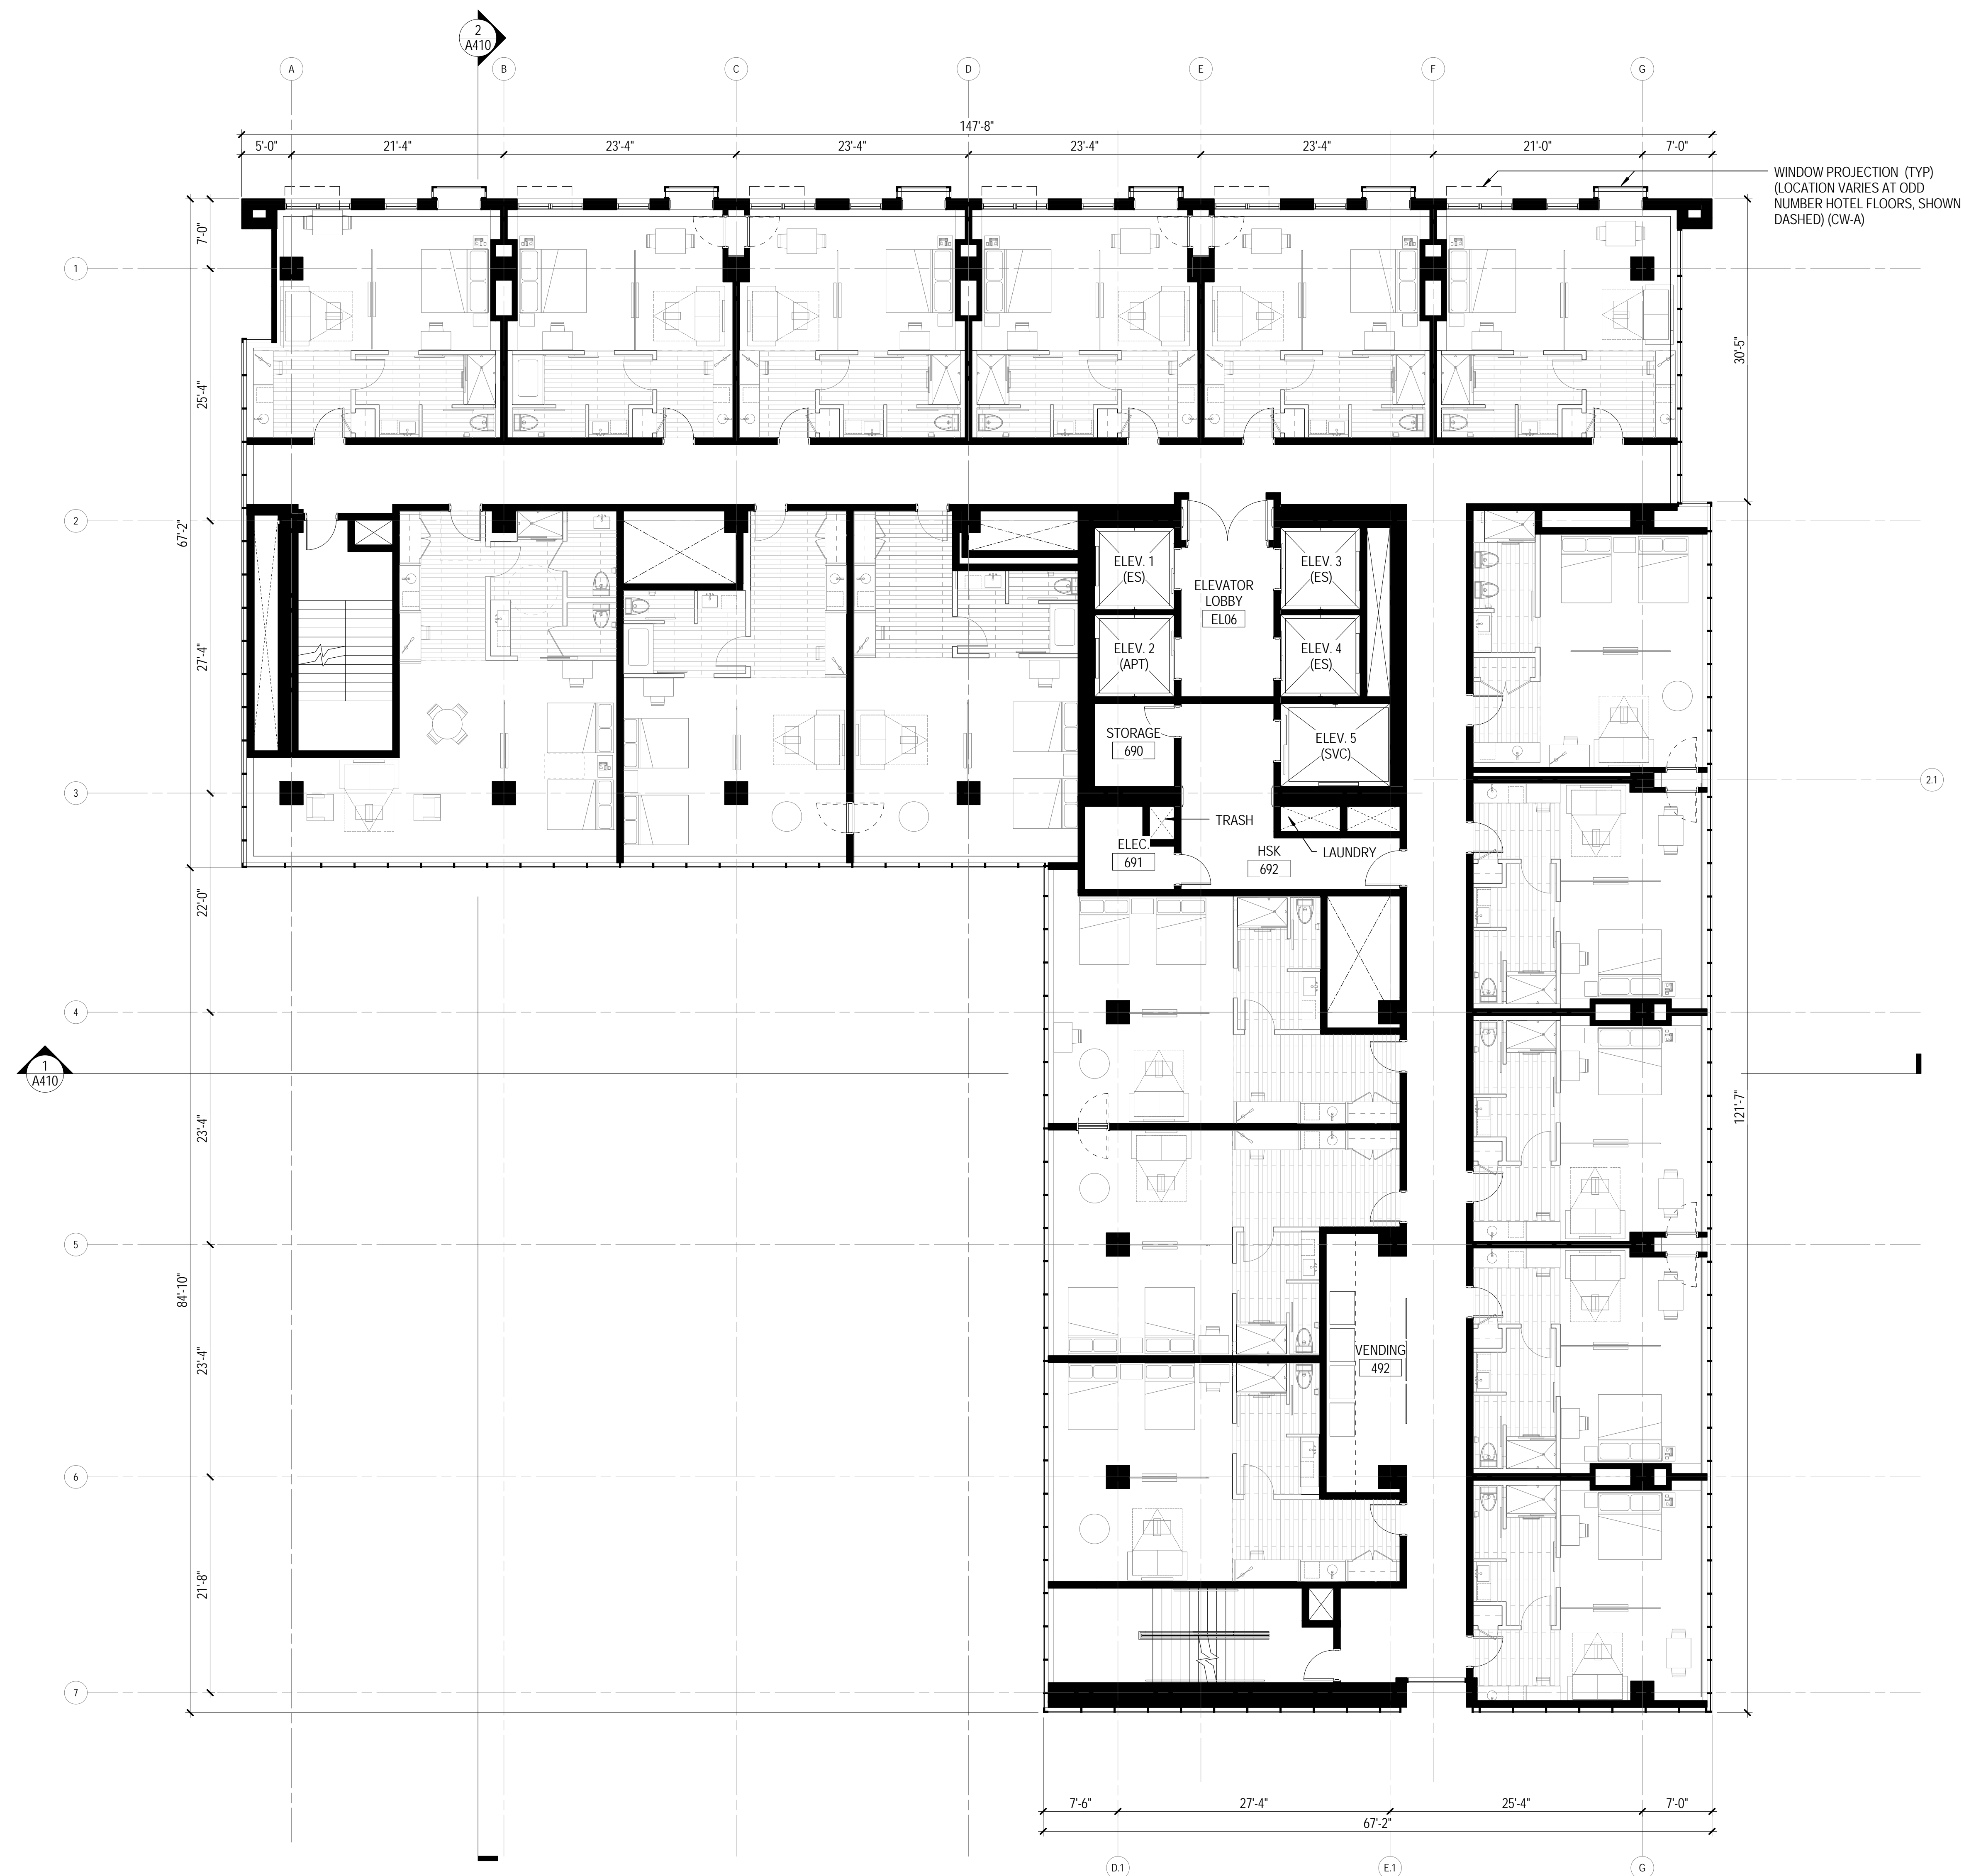 2
A410
A
B
C
D
E
F
G
147'-8"
5'-0"
21'-4"
23'-4"
23'-4"
23'-4"
23'-4"
21'-0"
7'-0"
WINDOW PROJECTION (TYP)
(LOCATION VARIES AT ODD
NUMBER HOTEL FLOORS, SHOWN
DASHED) (CW-A)
7'-0"
1
30'-5"
25'-4"
2
67'-2"
ELEV. 1
(ES)
ELEV. 3
(ES)
ELEVATOR
LOBBY
EL06
27'-4"
ELEV. 2
(APT)
ELEV. 4
(ES)
STORAGE
690
ELEV. 5
(SVC)
3
2.1
TRASH
ELEC.
691
HSK
692
LAUNDRY
22'-0"
4
1
A410
23'-4"
121'-7"
5
84'-10"
23'-4"
VENDING
492
6
21'-8"
7
7'-6"
27'-4"
25'-4"
7'-0"
67'-2"
D.1
E.1
G